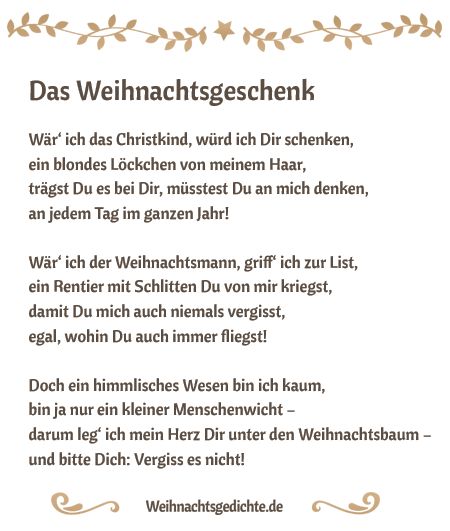 Das Weihnachtsgeschenk
Wär‘ ich das Christkind, würd ich Dir schenken,
ein blondes Löckchen von meinem Haar,
trägst Du es bei Dir, müsstest Du an mich denken,
an jedem Tag im ganzen Jahr!
Wär‘ ich der Weihnachtsmann, griff‘ ich zur List,
ein Rentier mit Schlitten Du von mir kriegst,
damit Du mich auch niemals vergisst,
egal, wohin Du auch immer fliegst!
Doch ein himmlisches Wesen bin ich kaum,
bin ja nur ein kleiner Menschenwicht –
darum leg‘ ich mein Herz Dir unter den Weihnachtsbaum –
und bitte Dich: Vergiss es nicht!
Weihnachtsgedichte.de